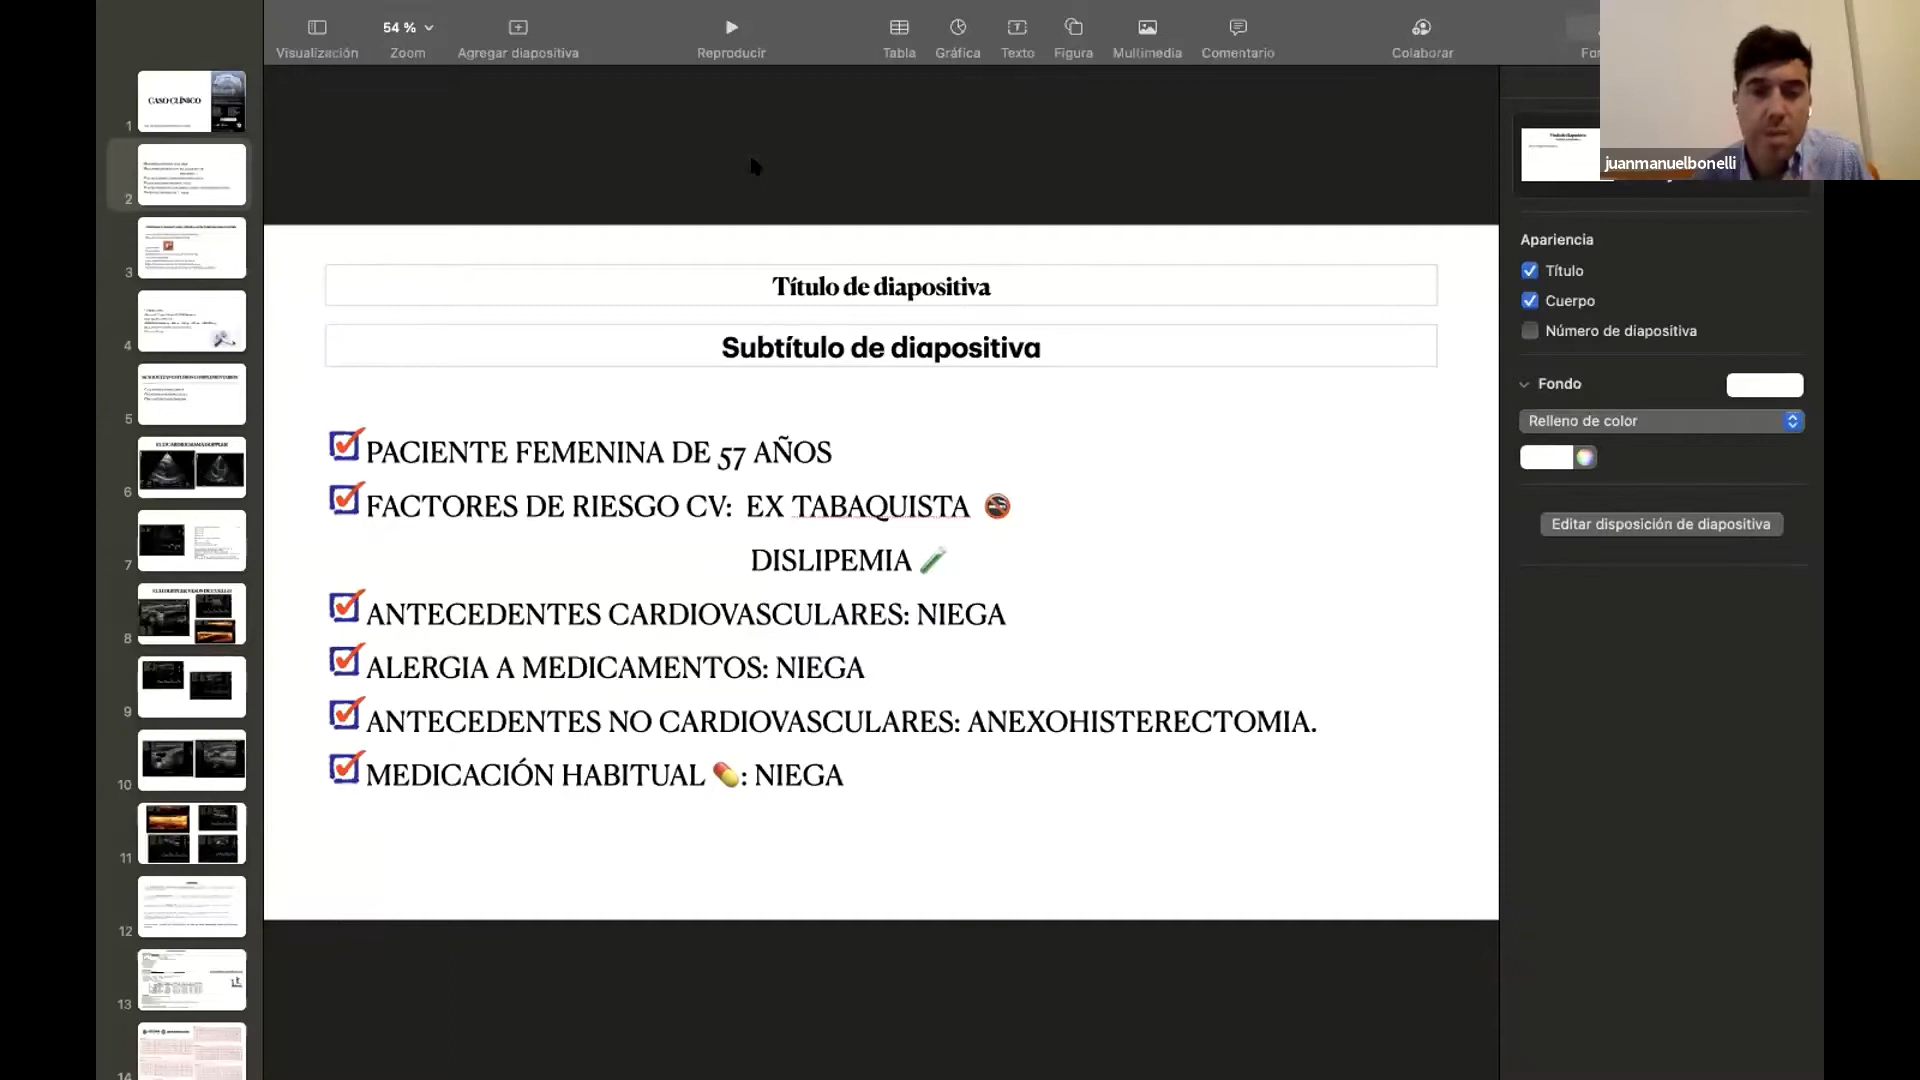 54 %
Visualización
Zoom
Agregar diapositiva
Reproducir
Tabla
Gráfica
Texto
Figura
Multimedia
Comentario
Colaborar
juanmanuelbonelli
CASO CLÍNICO
1
2
3
4
5
6
7
8
9
10
11
12
13
14
Título de diapositiva
Subtítulo de diapositiva
PACIENTE FEMENINA DE 57 AÑOS
FACTORES DE RIESGO CV: EX TABAQUISTA
DISLIPEMIA
ANTECEDENTES CARDIOVASCULARES: NIEGA
ALERGIA A MEDICAMENTOS: NIEGA
ANTECEDENTES NO CARDIOVASCULARES: ANEXOHISTERECTOMIA.
MEDICACIÓN HABITUAL : NIEGA
Apariencia
Título
Cuerpo
Número de diapositiva
Fondo
Relleno de color
Editar disposición de diapositiva